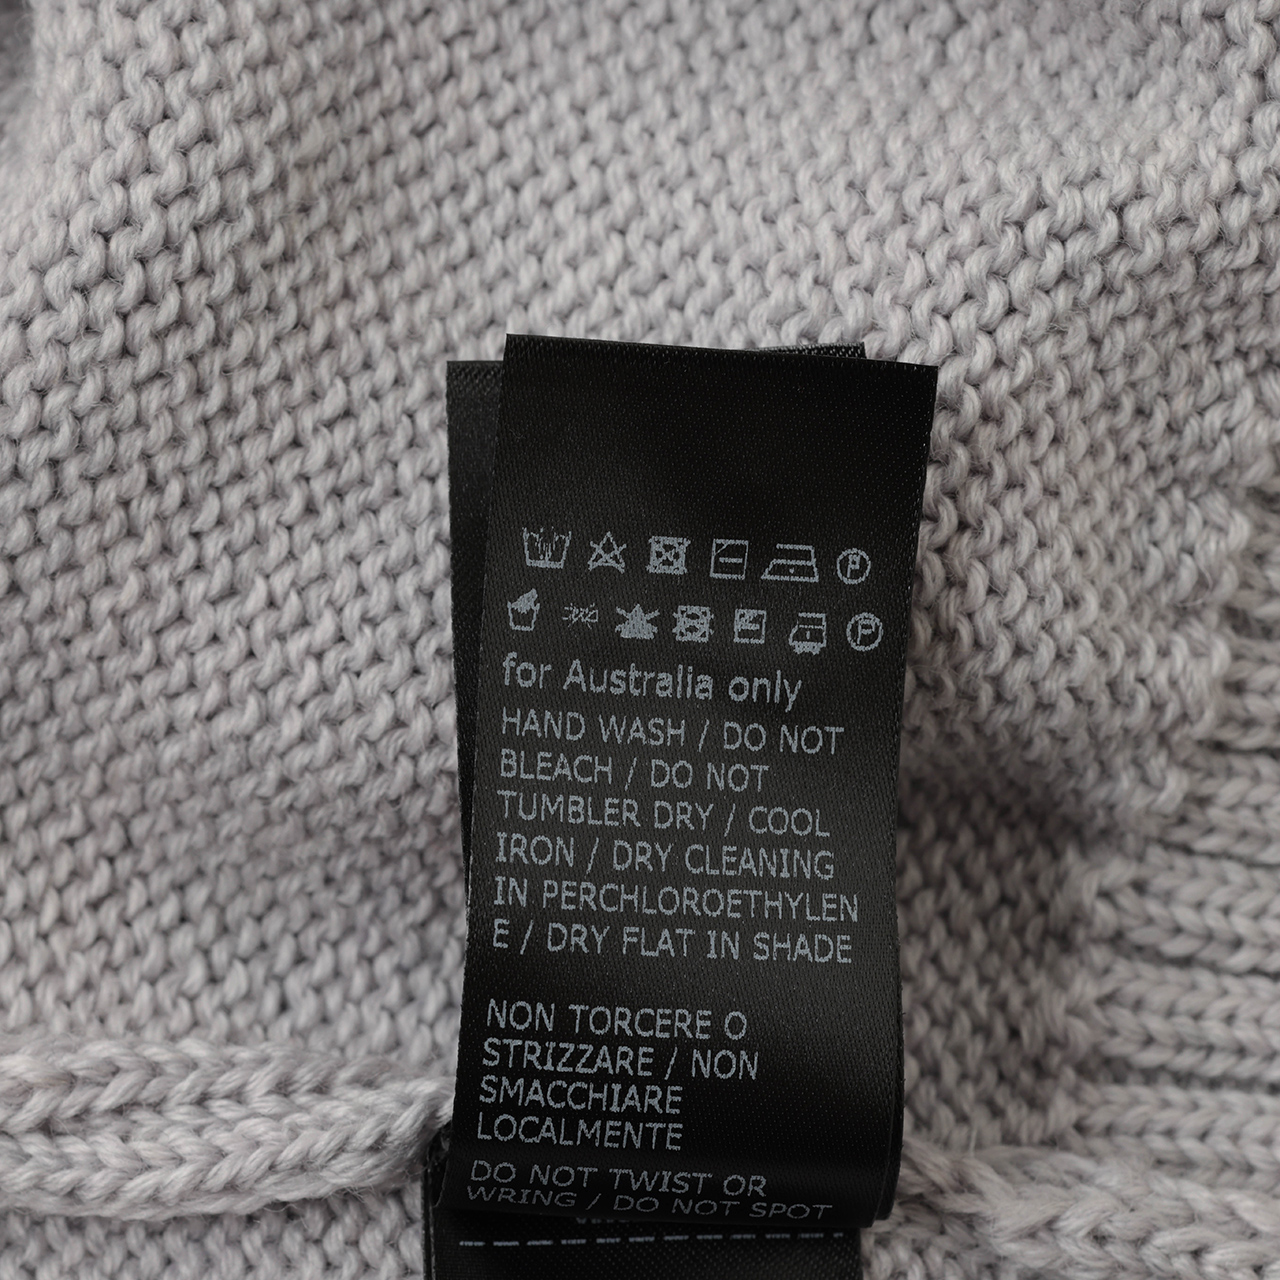 for Australia only
HAND WASH / DO NOT
BLEACH / DO NOT
TUMBLER DRY / COOL
IRON / DRY CLEANING
IN PERCHLOROETHYLEN
E / DRY FLAT IN SHADE
NON TORCERE O
STRIZZARE / NON
SMACCHIARE
LOCALMENTE
DO NOT TWIST OR
WRING / DO NOT SPOT